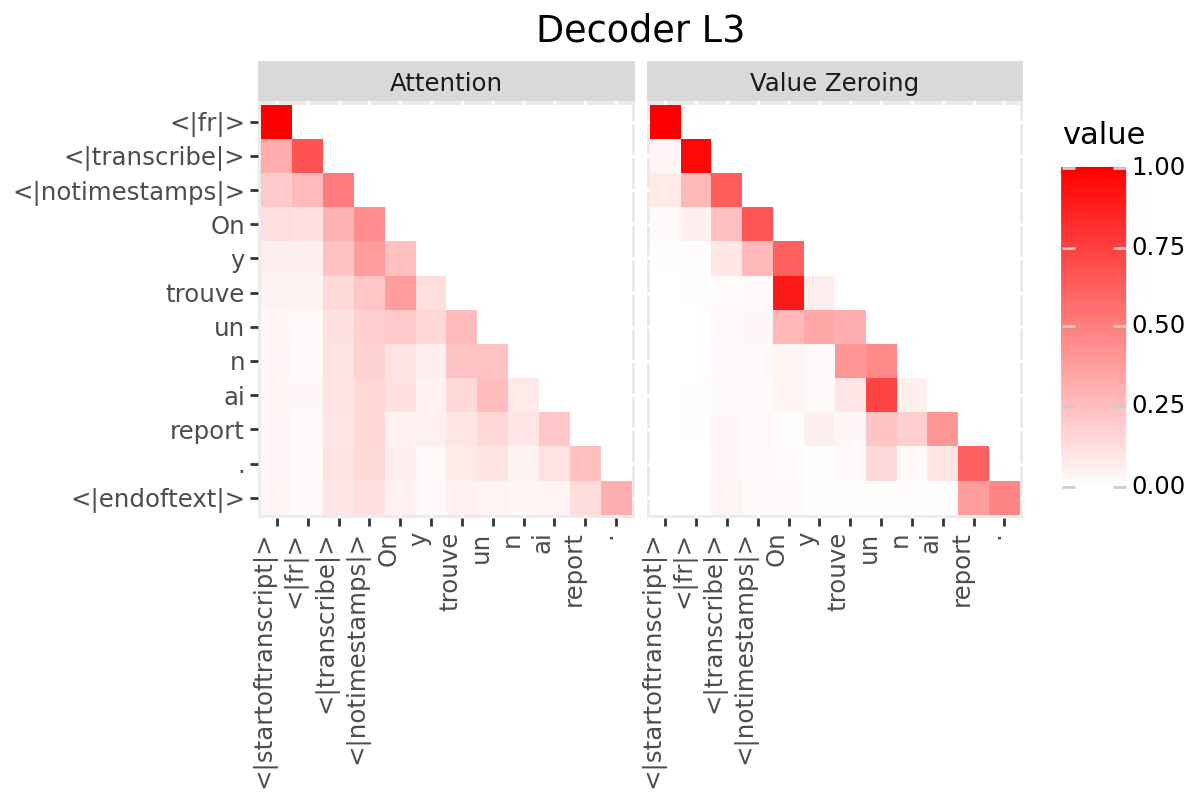 Decoder L3
Attention
Value Zeroing
<|fr|>
<|transcribe|>
<|notimestamps|>
On
y
trouve
un
n
ai
report
.
<|endoftext|>
<|startoftranscript|>
<|fr|>
<|transcribe|>
<|notimestamps|>
On
y
trouve
un
n
ai
report
.
<|startoftranscript|>
<|fr|>
<|transcribe|>
<|notimestamps|>
On
y
trouve
un
n
ai
report
.
value
1.00
0.75
0.50
0.25
0.00